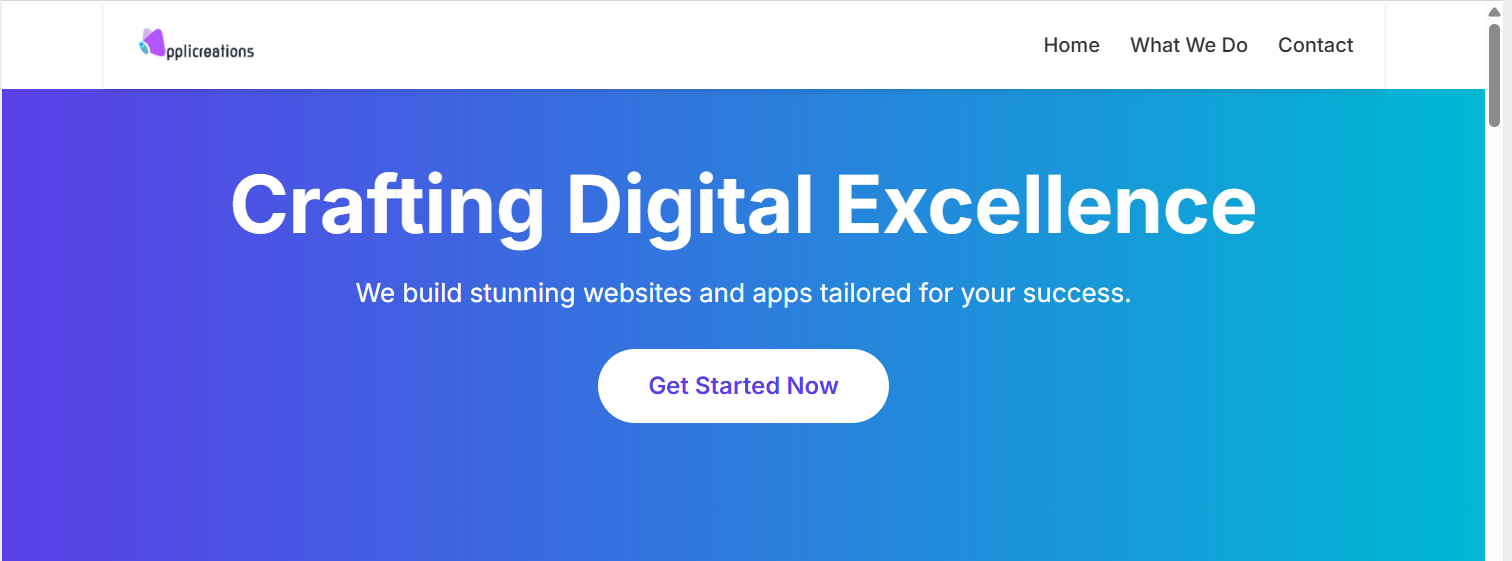 pplicreations
Home What We Do Contact
Crafting Digital Excellence
We build stunning websites and apps tailored for your success.
Get Started Now